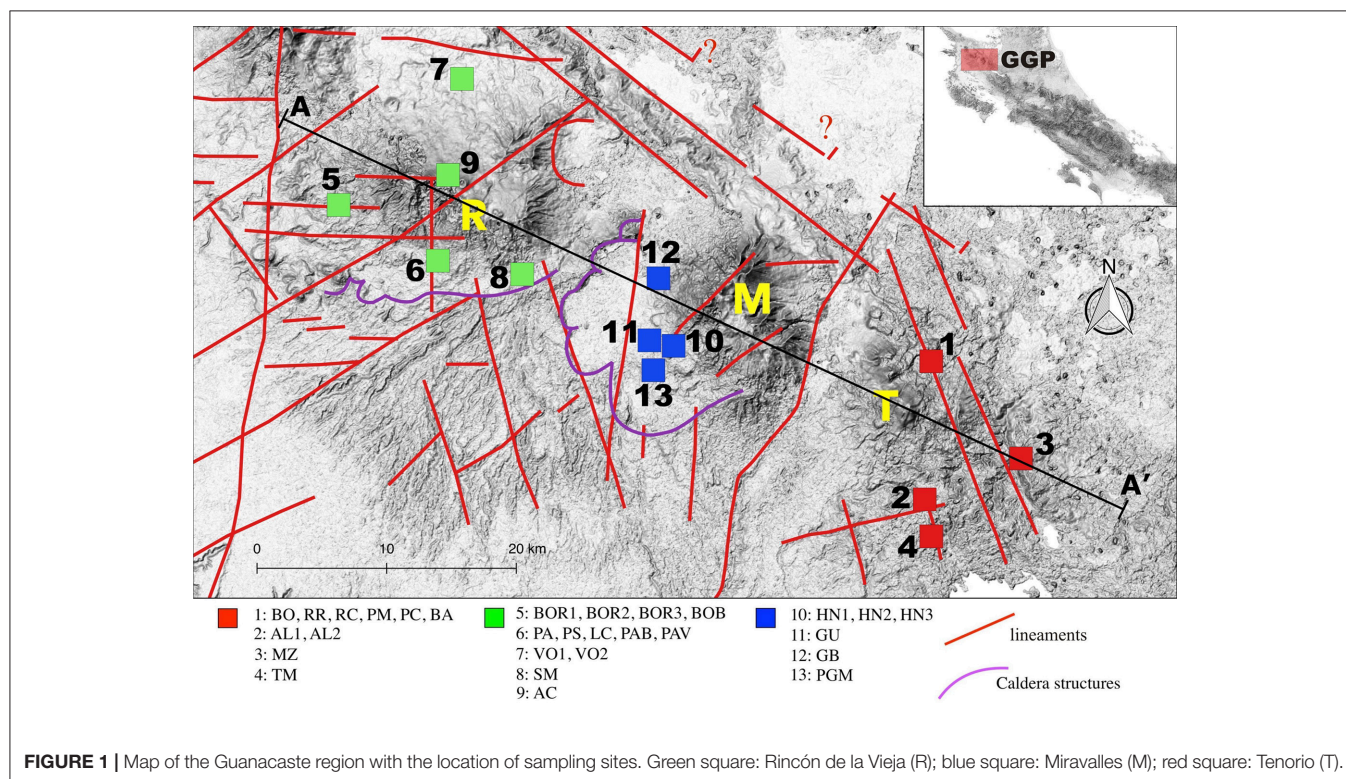 7
?
GGP
A
?
9
5
R
12
N
6
8
M
11
10
1
13
T
3
A'
2
0
10
20 km
4
1: BO, RR, RC, PM, PC, BA
2: AL1, AL2
3: MZ
4: TM
5: BOR1, BOR2, BOR3, BOB
6: PA, PS, LC, PAB, PAV
7: VO1, VO2
8: SM
9: AC
10: HN1, HN2, HN3
11: GU
12: GB
13: PGM
lineaments
Caldera structures
FIGURE 1 | Map of the Guanacaste region with the location of sampling sites. Green square: Rincón de la Vieja (R); blue square: Miravalles (M); red square: Tenorio (T).